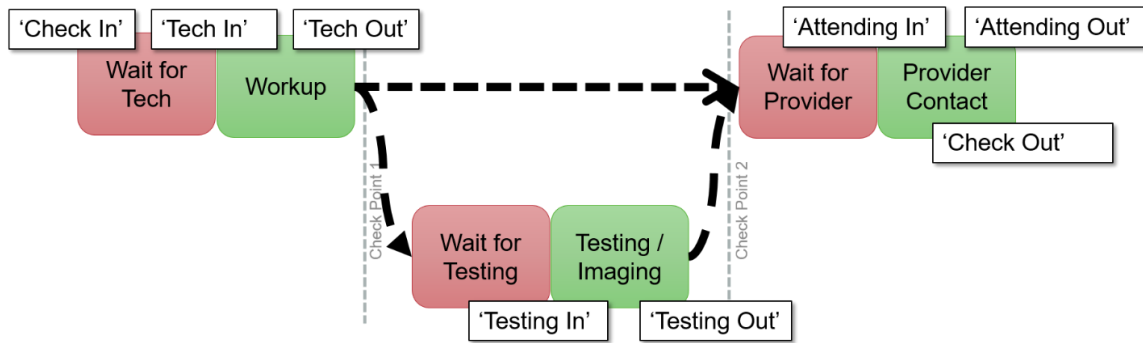 ‘Check In’
‘Tech In’
‘Tech Out’
‘Attending In’
‘Attending Out’
Wait for
Tech
Workup
Wait for
Provider
Provider
Contact
‘Check Out’
Check Point 1
Check Point 2
Wait for
Testing
Testing /
Imaging
‘Testing In’
‘Testing Out’